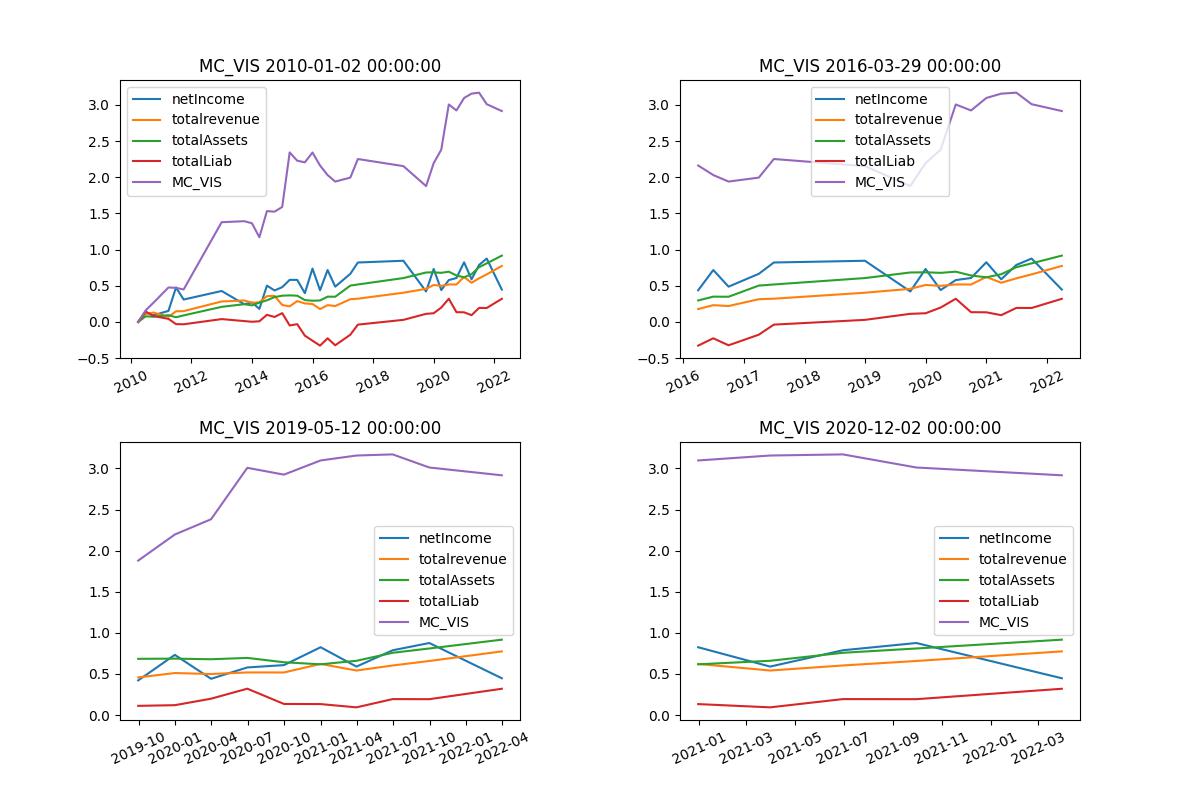 MC_VIS 2010-01-02 00:00:00
netIncome
totalrevenue
totalAssets
totalLiab
MC_VIS
3.0
2.5
2.0
1.5
1.0
0.5
0.0
−0.5
2010 2012 2014 2016 2018 2020 2022
MC_VIS 2016-03-29 00:00:00
netIncome
totalrevenue
totalAssets
totalLiab
MC_VIS
3.0
2.5
2.0
1.5
1.0
0.5
0.0
−0.5
2016 2017 2018 2019 2020 2021 2022
MC_VIS 2019-05-12 00:00:00
netIncome
totalrevenue
totalAssets
totalLiab
MC_VIS
3.0
2.5
2.0
1.5
1.0
0.5
0.0
2019-10 2020-01 2020-04 2020-07 2020-10 2021-01 2021-04 2021-07 2021-10 2022-01 2022-04
MC_VIS 2020-12-02 00:00:00
netIncome
totalrevenue
totalAssets
totalLiab
MC_VIS
3.0
2.5
2.0
1.5
1.0
0.5
0.0
2021-01 2021-03 2021-05 2021-07 2021-09 2021-11 2022-01 2022-03